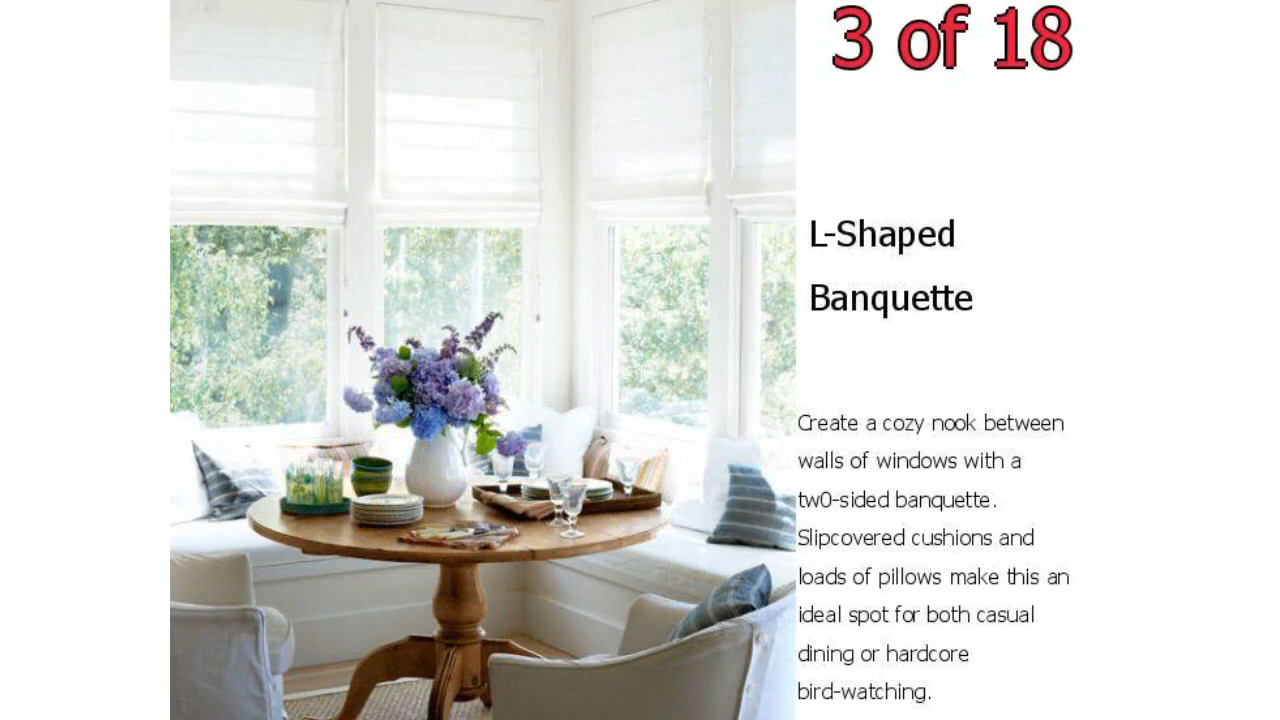 3 of 18
L-Shaped
Banquette
Create a cozy nook between
walls of windows with a
tw0-sided banquette.
Slipcovered cushions and
loads of pillows make this an
ideal spot for both casual
dining or hardcore
bird-watching.